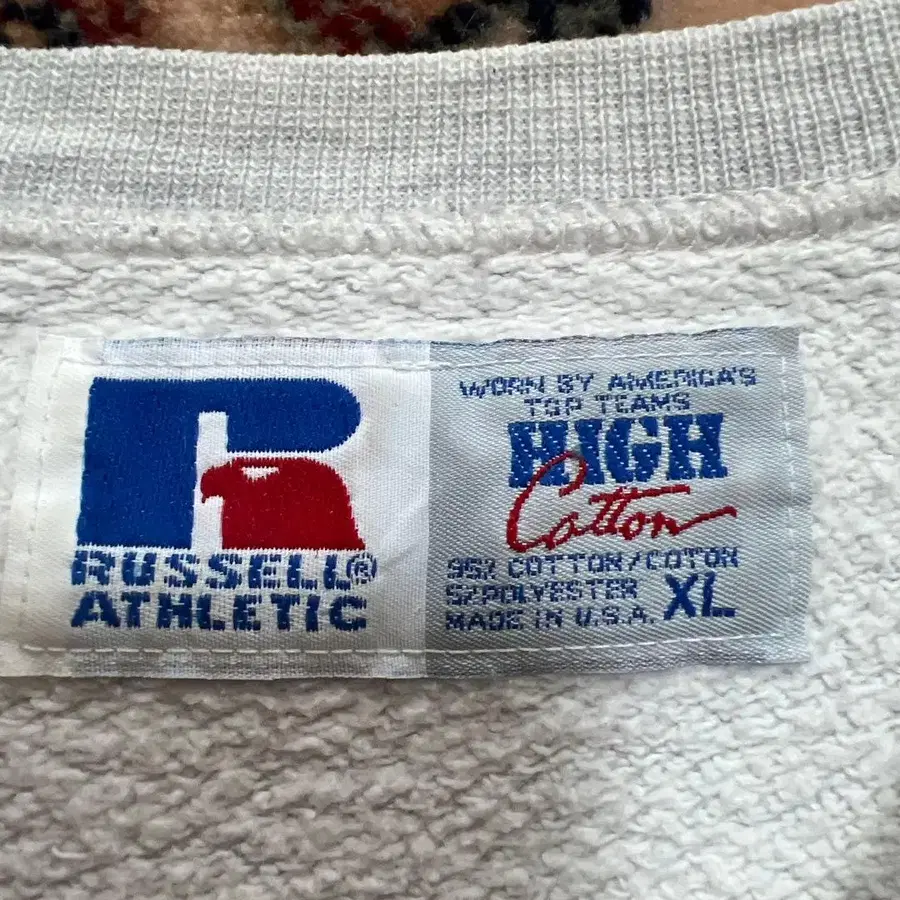 RUSSELL®
ATHLETIC
WORN BY AMERICA'S
TOP TEAMS
HIGH
Cotton
95% COTTON/COTON
5% POLYESTER
MADE IN U.S.A. XL